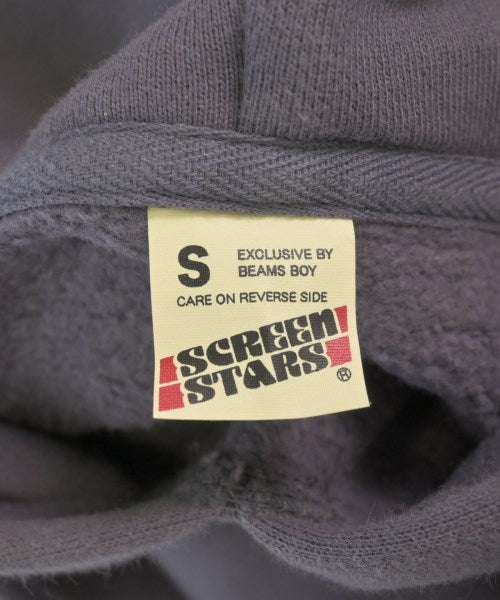 S
EXCLUSIVE BY
BEAMS BOY
CARE ON REVERSE SIDE
SCREEN
STARS®